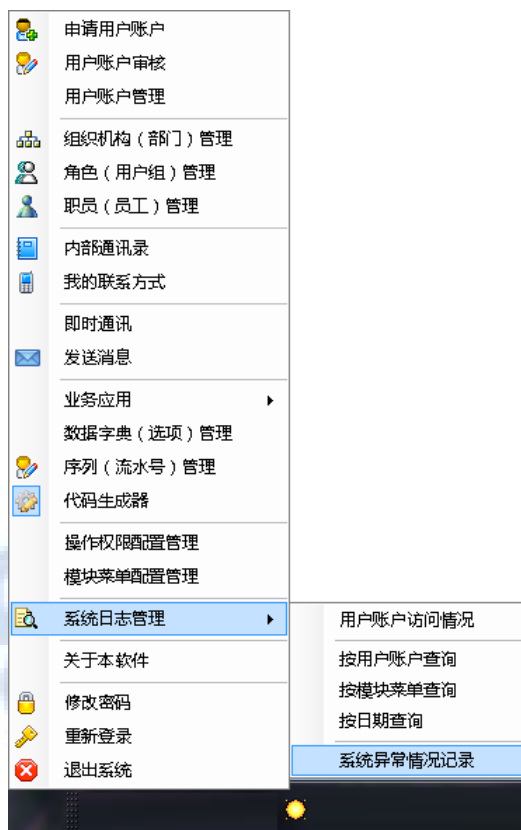 申请用户账户
用户账户审核
用户账户管理
组织机构（部门）管理
角色（用户组）管理
职员（员工）管理
内部通讯录
我的联系方式
即时通讯
发送消息
业务应用
数据字典（选项）管理
序列（流水号）管理
代码生成器
操作权限配置管理
模块菜单配置管理
系统日志管理
关于本软件
修改密码
重新登录
退出系统
用户账户访问情况
按用户账户查询
按模块菜单查询
按日期查询
系统异常情况记录